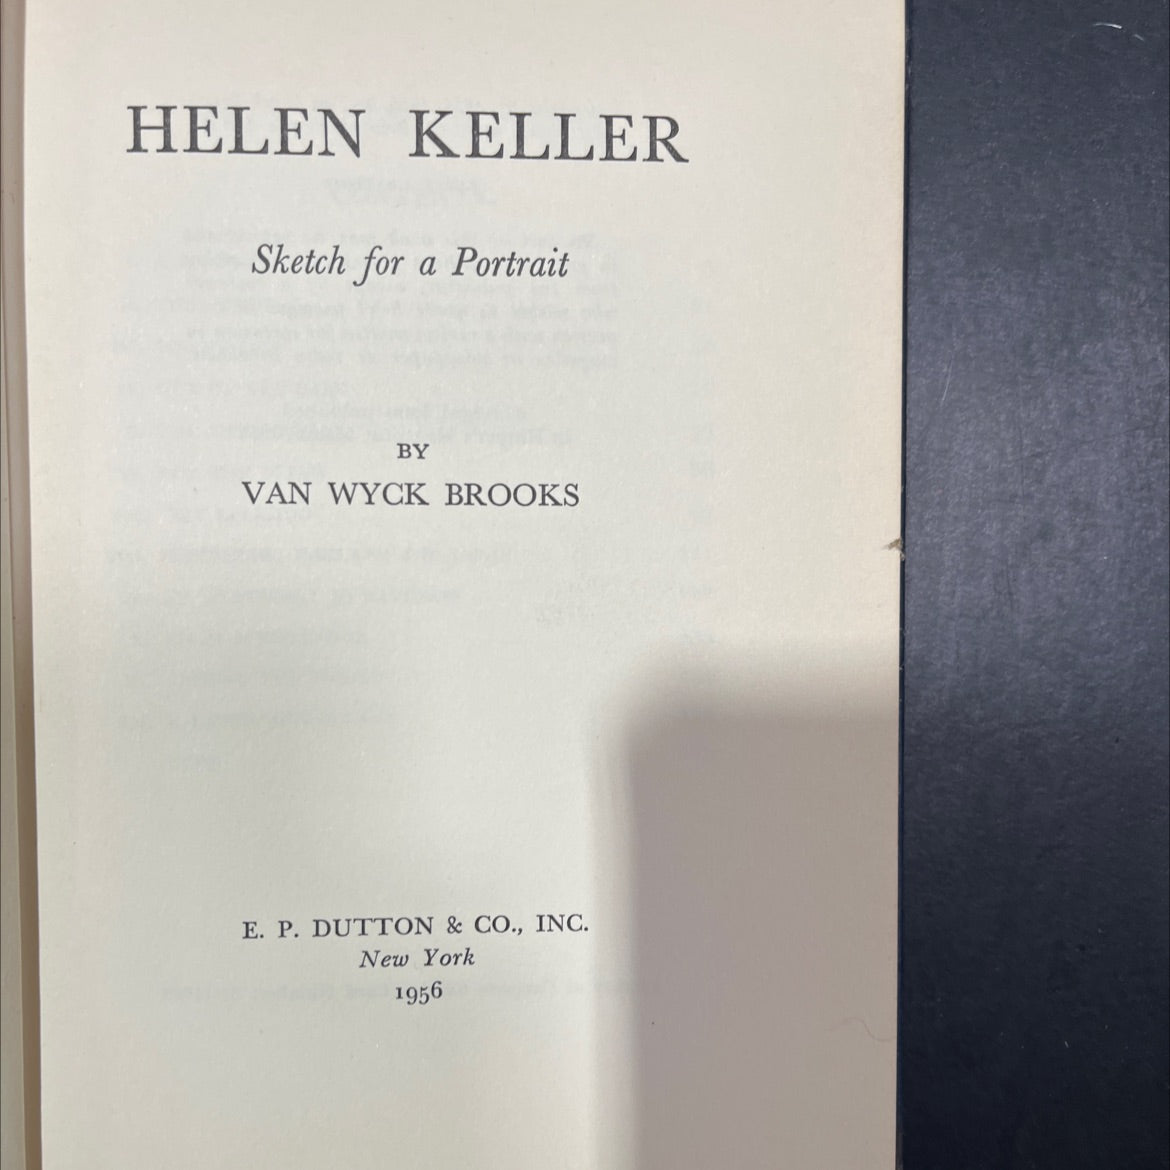 HELEN KELLER
Sketch for a Portrait
BY
VAN WYCK BROOKS
E. P. DUTTON & CO., INC.
New York
1956